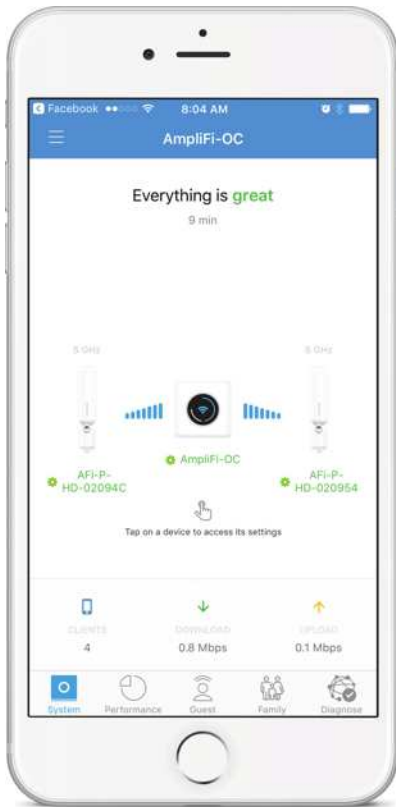 Facebook 8:04 AM
AmpliFi-OC
Everything is great
9 min
5 GHz 5 GHz
AmpliFi-OC
AFi-P-
HD-02094C
AFi-P-
HD-020954
Tap on a device to access its settings
CLIENTS DOWNLOAD UPLOAD
4 0.8 Mbps 0.1 Mbps
System Performance Guest Family Diagnose